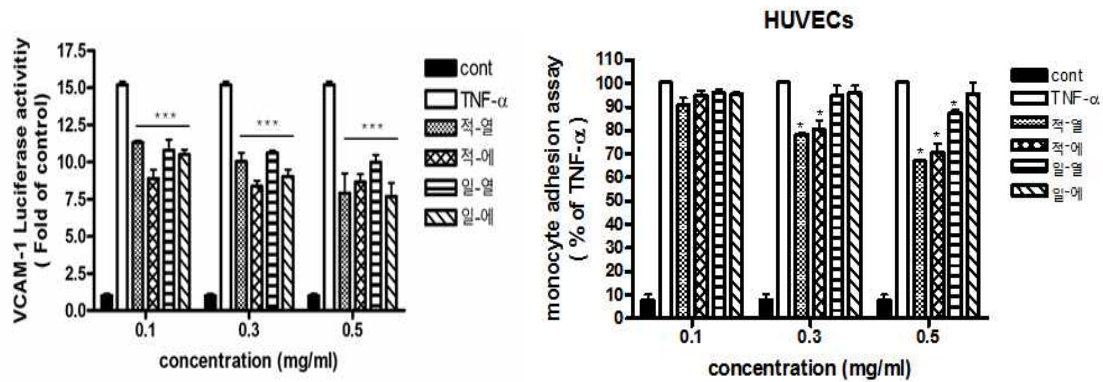 VCAM-1 Luciferase activitiy
( Fold of control)
17.5
15.0
12.5
10.0
7.5
5.0
2.5
0.0
***
***
***
0.1
0.3
0.5
concentration (mg/ml)
cont
TNF-α
적-열
적-에
일-열
일-에
HUVECs
monocyte adhesion assay
( % of TNF-α)
110
100
90
80
70
60
50
40
30
20
10
0
*
*
*
*
*
0.1
0.3
0.5
concentration (mg/ml)
cont
TNF-α
적-열
적-에
일-열
일-에